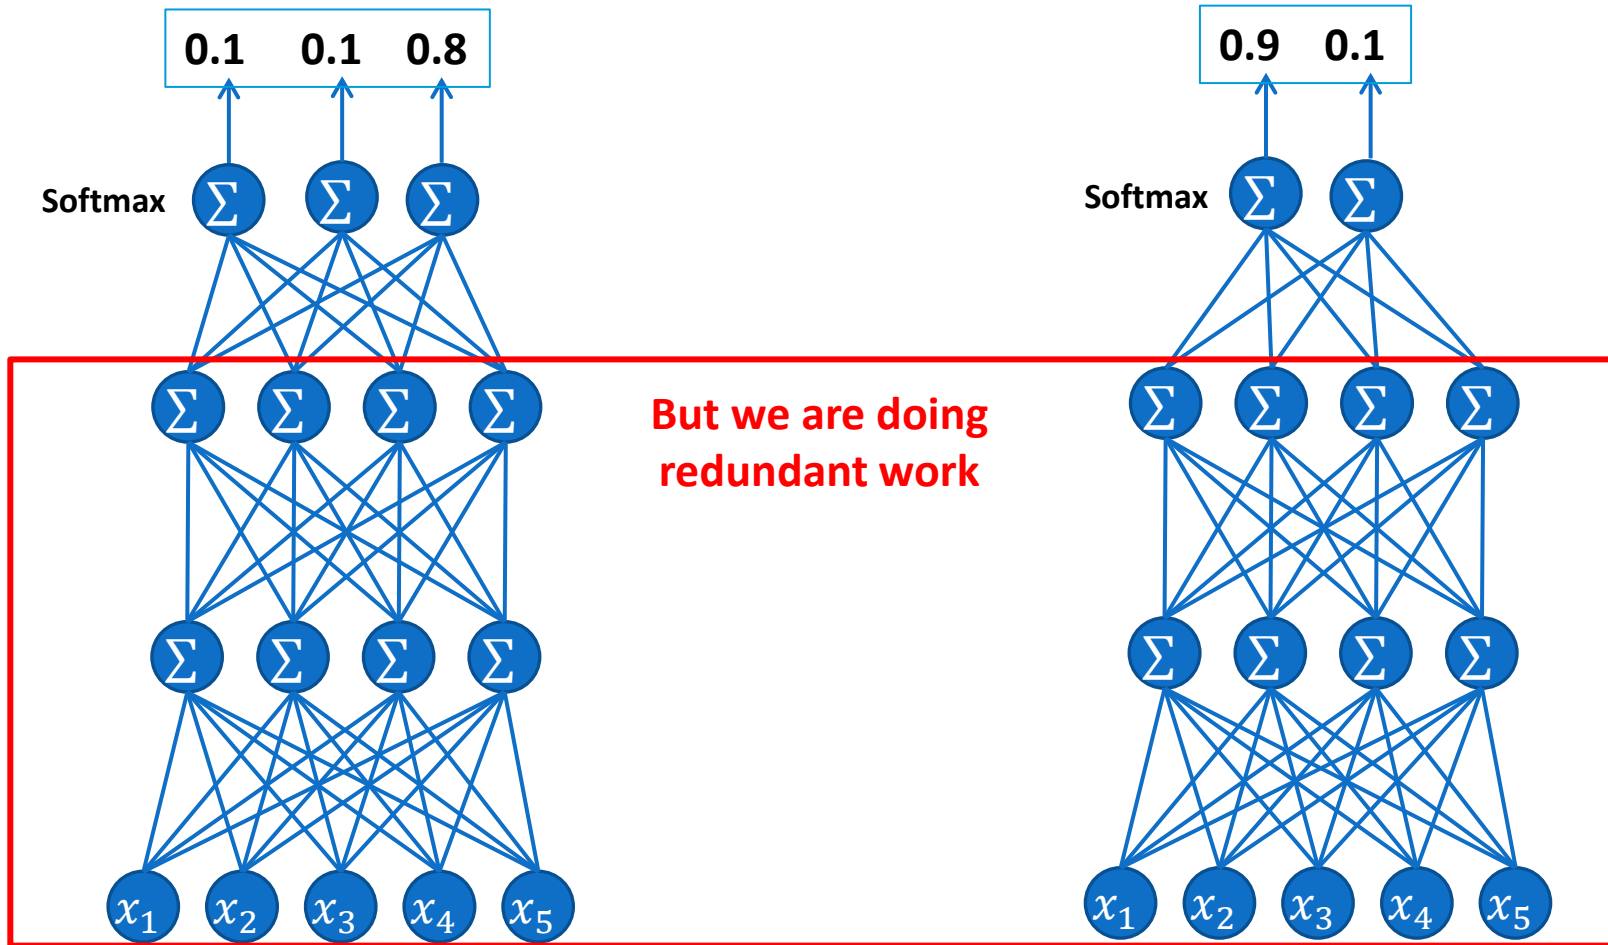 0.1 0.1 0.8
0.9 0.1
Softmax Σ Σ Σ
Softmax Σ Σ
Σ Σ Σ Σ
Σ Σ Σ Σ
But we are doing
redundant work
Σ Σ Σ Σ
Σ Σ Σ Σ
x₁ x₂ x₃ x₄ x₅
x₁ x₂ x₃ x₄ x₅